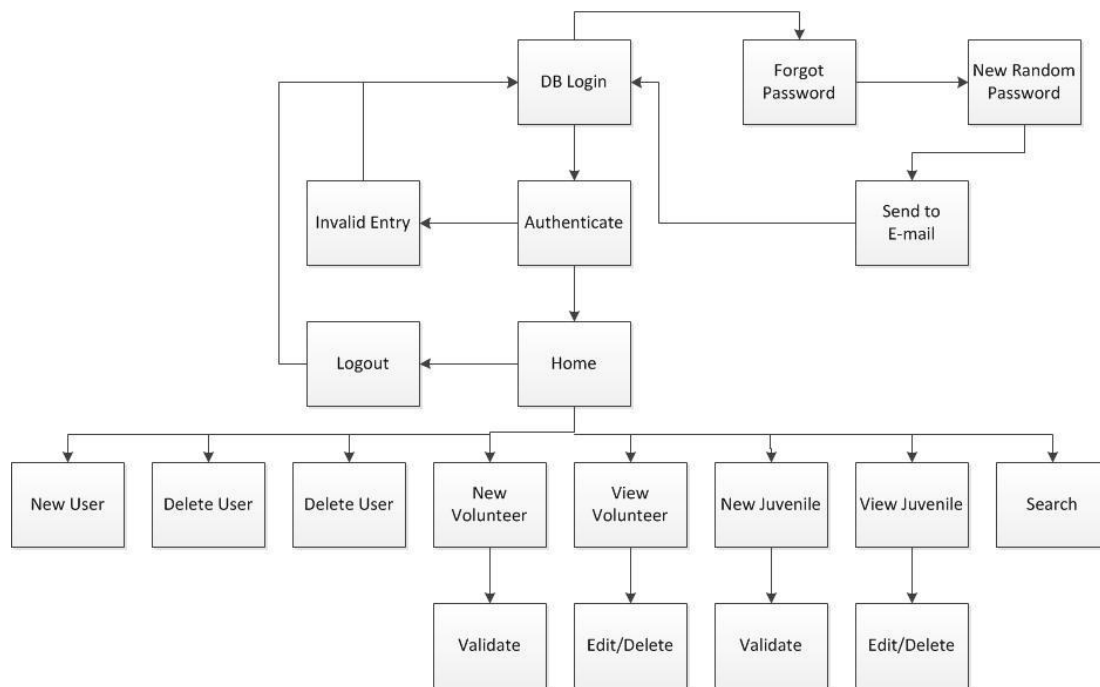 DB Login
Forgot
Password
New Random
Password
Invalid Entry
Authenticate
Send to
E-mail
Logout
Home
New User
Delete User
Delete User
New
Volunteer
View
Volunteer
New Juvenile
View Juvenile
Search
Validate
Edit/Delete
Validate
Edit/Delete